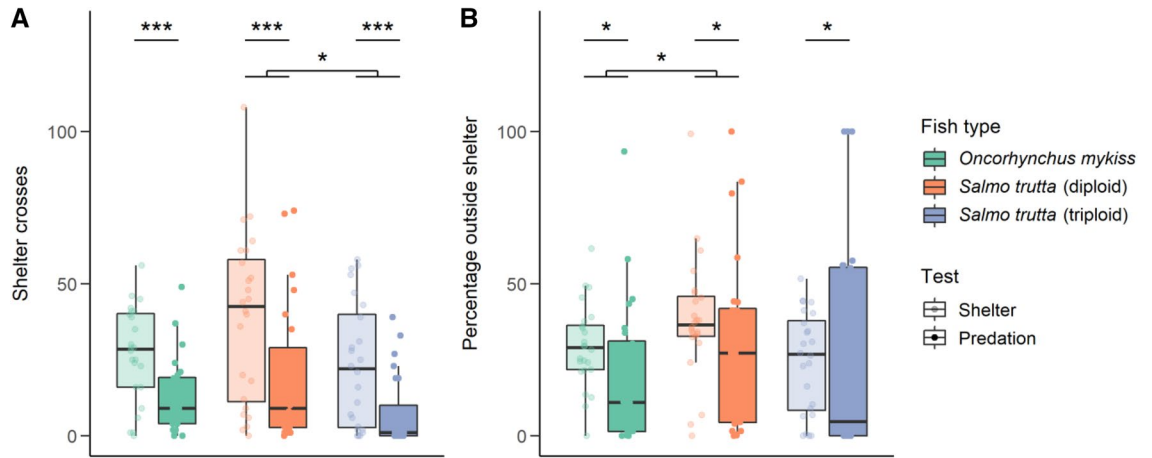 A
*** *** ***
*
Shelter crosses
100
50
0
B
* * *
*
Percentage outside shelter
100
50
0
Fish type
Oncorhynchus mykiss
Salmo trutta (diploid)
Salmo trutta (triploid)
Test
Shelter
Predation